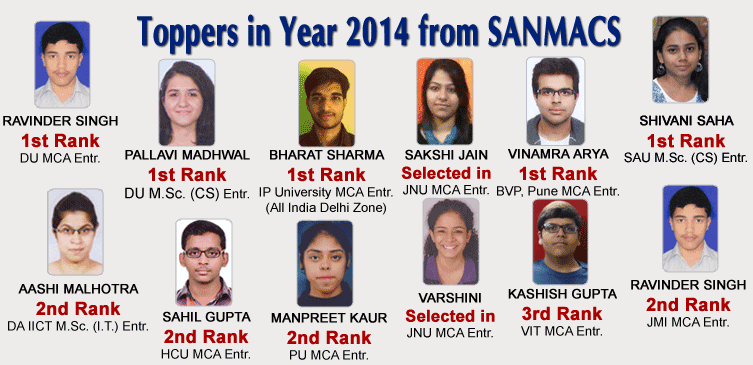 Toppers in Year 2014 from SANMACS
RAVINDER SINGH
1st Rank
DU MCA Entr.
PALLAVI MADHWAL
1st Rank
DU M.Sc. (CS) Entr.
BHARAT SHARMA
1st Rank
IP University MCA Entr.
(All India Delhi Zone)
SAKSHI JAIN
Selected in
JNU MCA Entr.
VINAMRA ARYA
1st Rank
BVP, Pune MCA Entr.
SHIVANI SAHA
1st Rank
SAU M.Sc. (CS) Entr.
AASHI MALHOTRA
2nd Rank
DA IICT M.Sc. (I.T.) Entr.
SAHIL GUPTA
2nd Rank
HCU MCA Entr.
MANPREET KAUR
2nd Rank
PU MCA Entr.
VARSHINI
Selected in
JNU MCA Entr.
KASHISH GUPTA
3rd Rank
VIT MCA Entr.
RAVINDER SINGH
2nd Rank
JMI MCA Entr.